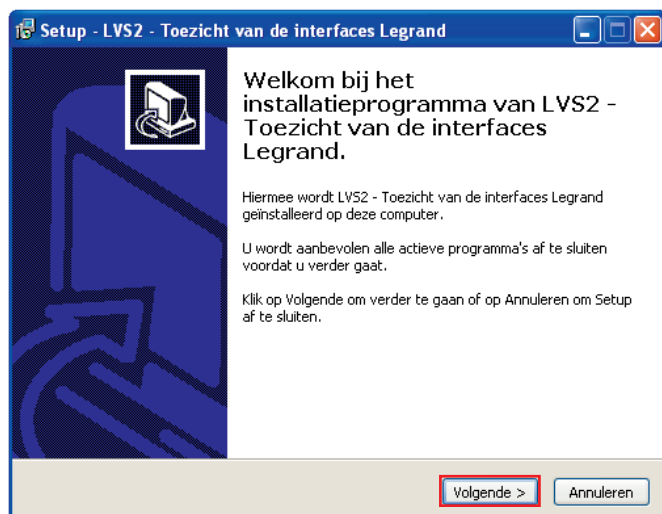 Setup - LVS2 - Toezicht van de interfaces Legrand
Welkom bij het
installatieprogramma van LVS2 -
Toezicht van de interfaces
Legrand.
Hiermee wordt LVS2 - Toezicht van de interfaces Legrand
geïnstalleerd op deze computer.
U wordt aanbevolen alle actieve programma's af te sluiten
voordat u verder gaat.
Klik op Volgende om verder te gaan of op Annuleren om Setup
af te sluiten.
Volgende >
Annuleren